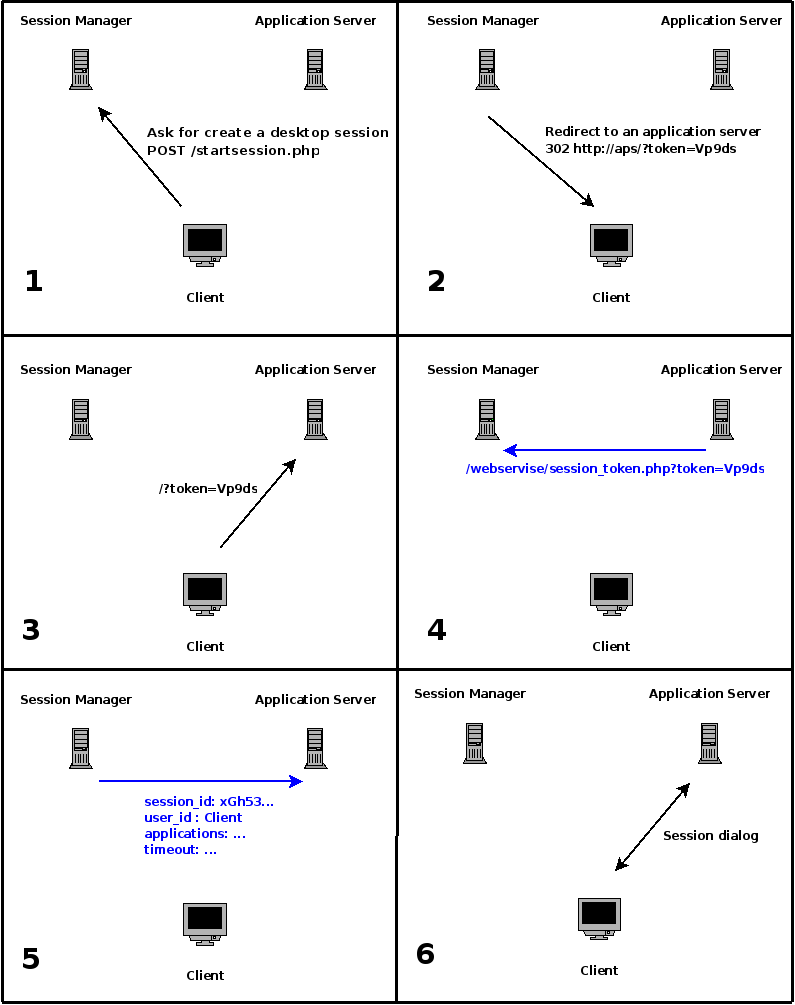 Session Manager
Application Server
Ask for create a desktop session
POST /startsession.php
1
Client
Session Manager
Application Server
Redirect to an application server
302 http://aps/?token=Vp9ds
2
Client
Session Manager
Application Server
/?token=Vp9ds
3
Client
Session Manager
Application Server
/webservise/session_token.php?token=Vp9ds
4
Client
Session Manager
Application Server
session_id: xGh53...
user_id : Client
applications: ...
timeout: ...
5
Client
Session Manager
Application Server
Session dialog
6
Client